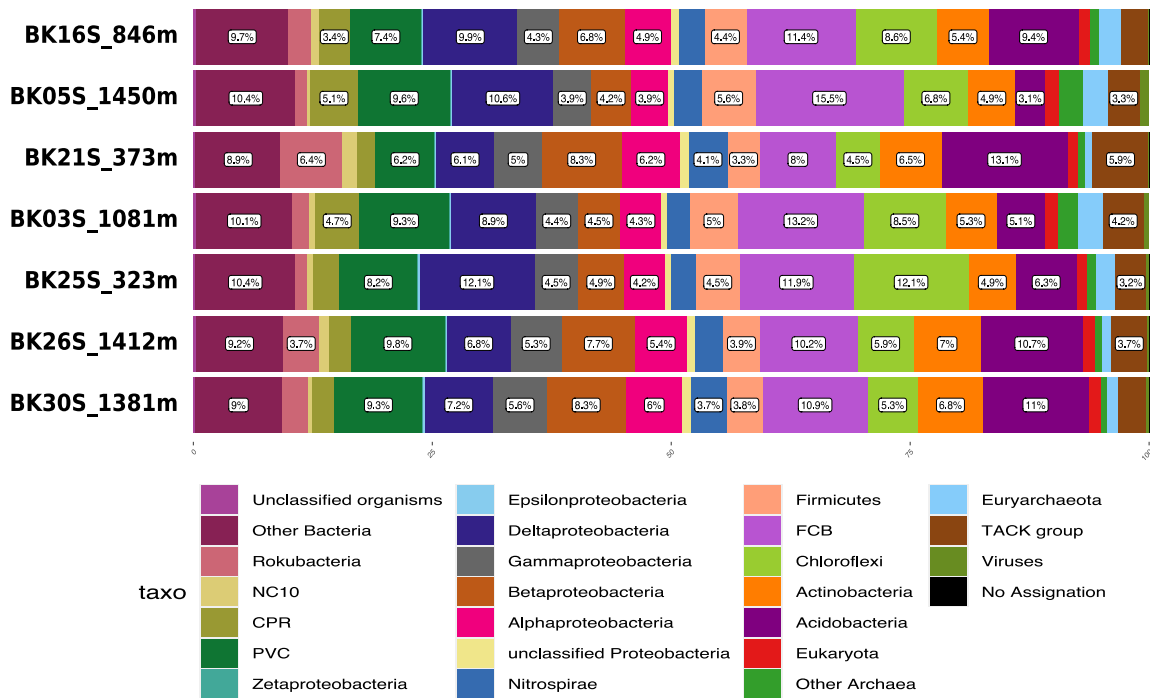 BK16S_846m 9.7% 3.4% 7.4% 9.9% 4.3% 6.8% 4.9% 4.4% 11.4% 8.6% 5.4% 9.4%
BK05S_1450m 10.4% 5.1% 9.6% 10.6% 3.9% 4.2% 3.9% 5.6% 15.5% 6.8% 4.9% 3.1% 3.3%
BK21S_373m 8.9% 6.4% 6.2% 6.1% 5% 8.3% 6.2% 4.1% 3.3% 8% 4.5% 6.5% 13.1% 5.9%
BK03S_1081m 10.1% 4.7% 9.3% 8.9% 4.4% 4.5% 4.3% 5% 13.2% 8.5% 5.3% 5.1% 4.2%
BK25S_323m 10.4% 8.2% 12.1% 4.5% 4.9% 4.2% 4.5% 11.9% 12.1% 4.9% 6.3% 3.2%
BK26S_1412m 9.2% 3.7% 9.8% 6.8% 5.3% 7.7% 5.4% 3.9% 10.2% 5.9% 7% 10.7% 3.7%
BK30S_1381m 9% 9.3% 7.2% 5.6% 8.3% 6% 3.7% 3.8% 10.9% 5.3% 6.8% 11%
0 25 50 75 100
taxo
Unclassified organisms
Other Bacteria
Rokubacteria
NC10
CPR
PVC
Zetaproteobacteria
Epsilonproteobacteria
Deltaproteobacteria
Gammaproteobacteria
Betaproteobacteria
Alphaproteobacteria
unclassified Proteobacteria
Nitrospirae
Firmicutes
FCB
Chloroflexi
Actinobacteria
Acidobacteria
Eukaryota
Other Archaea
Euryarchaeota
TACK group
Viruses
No Assignation